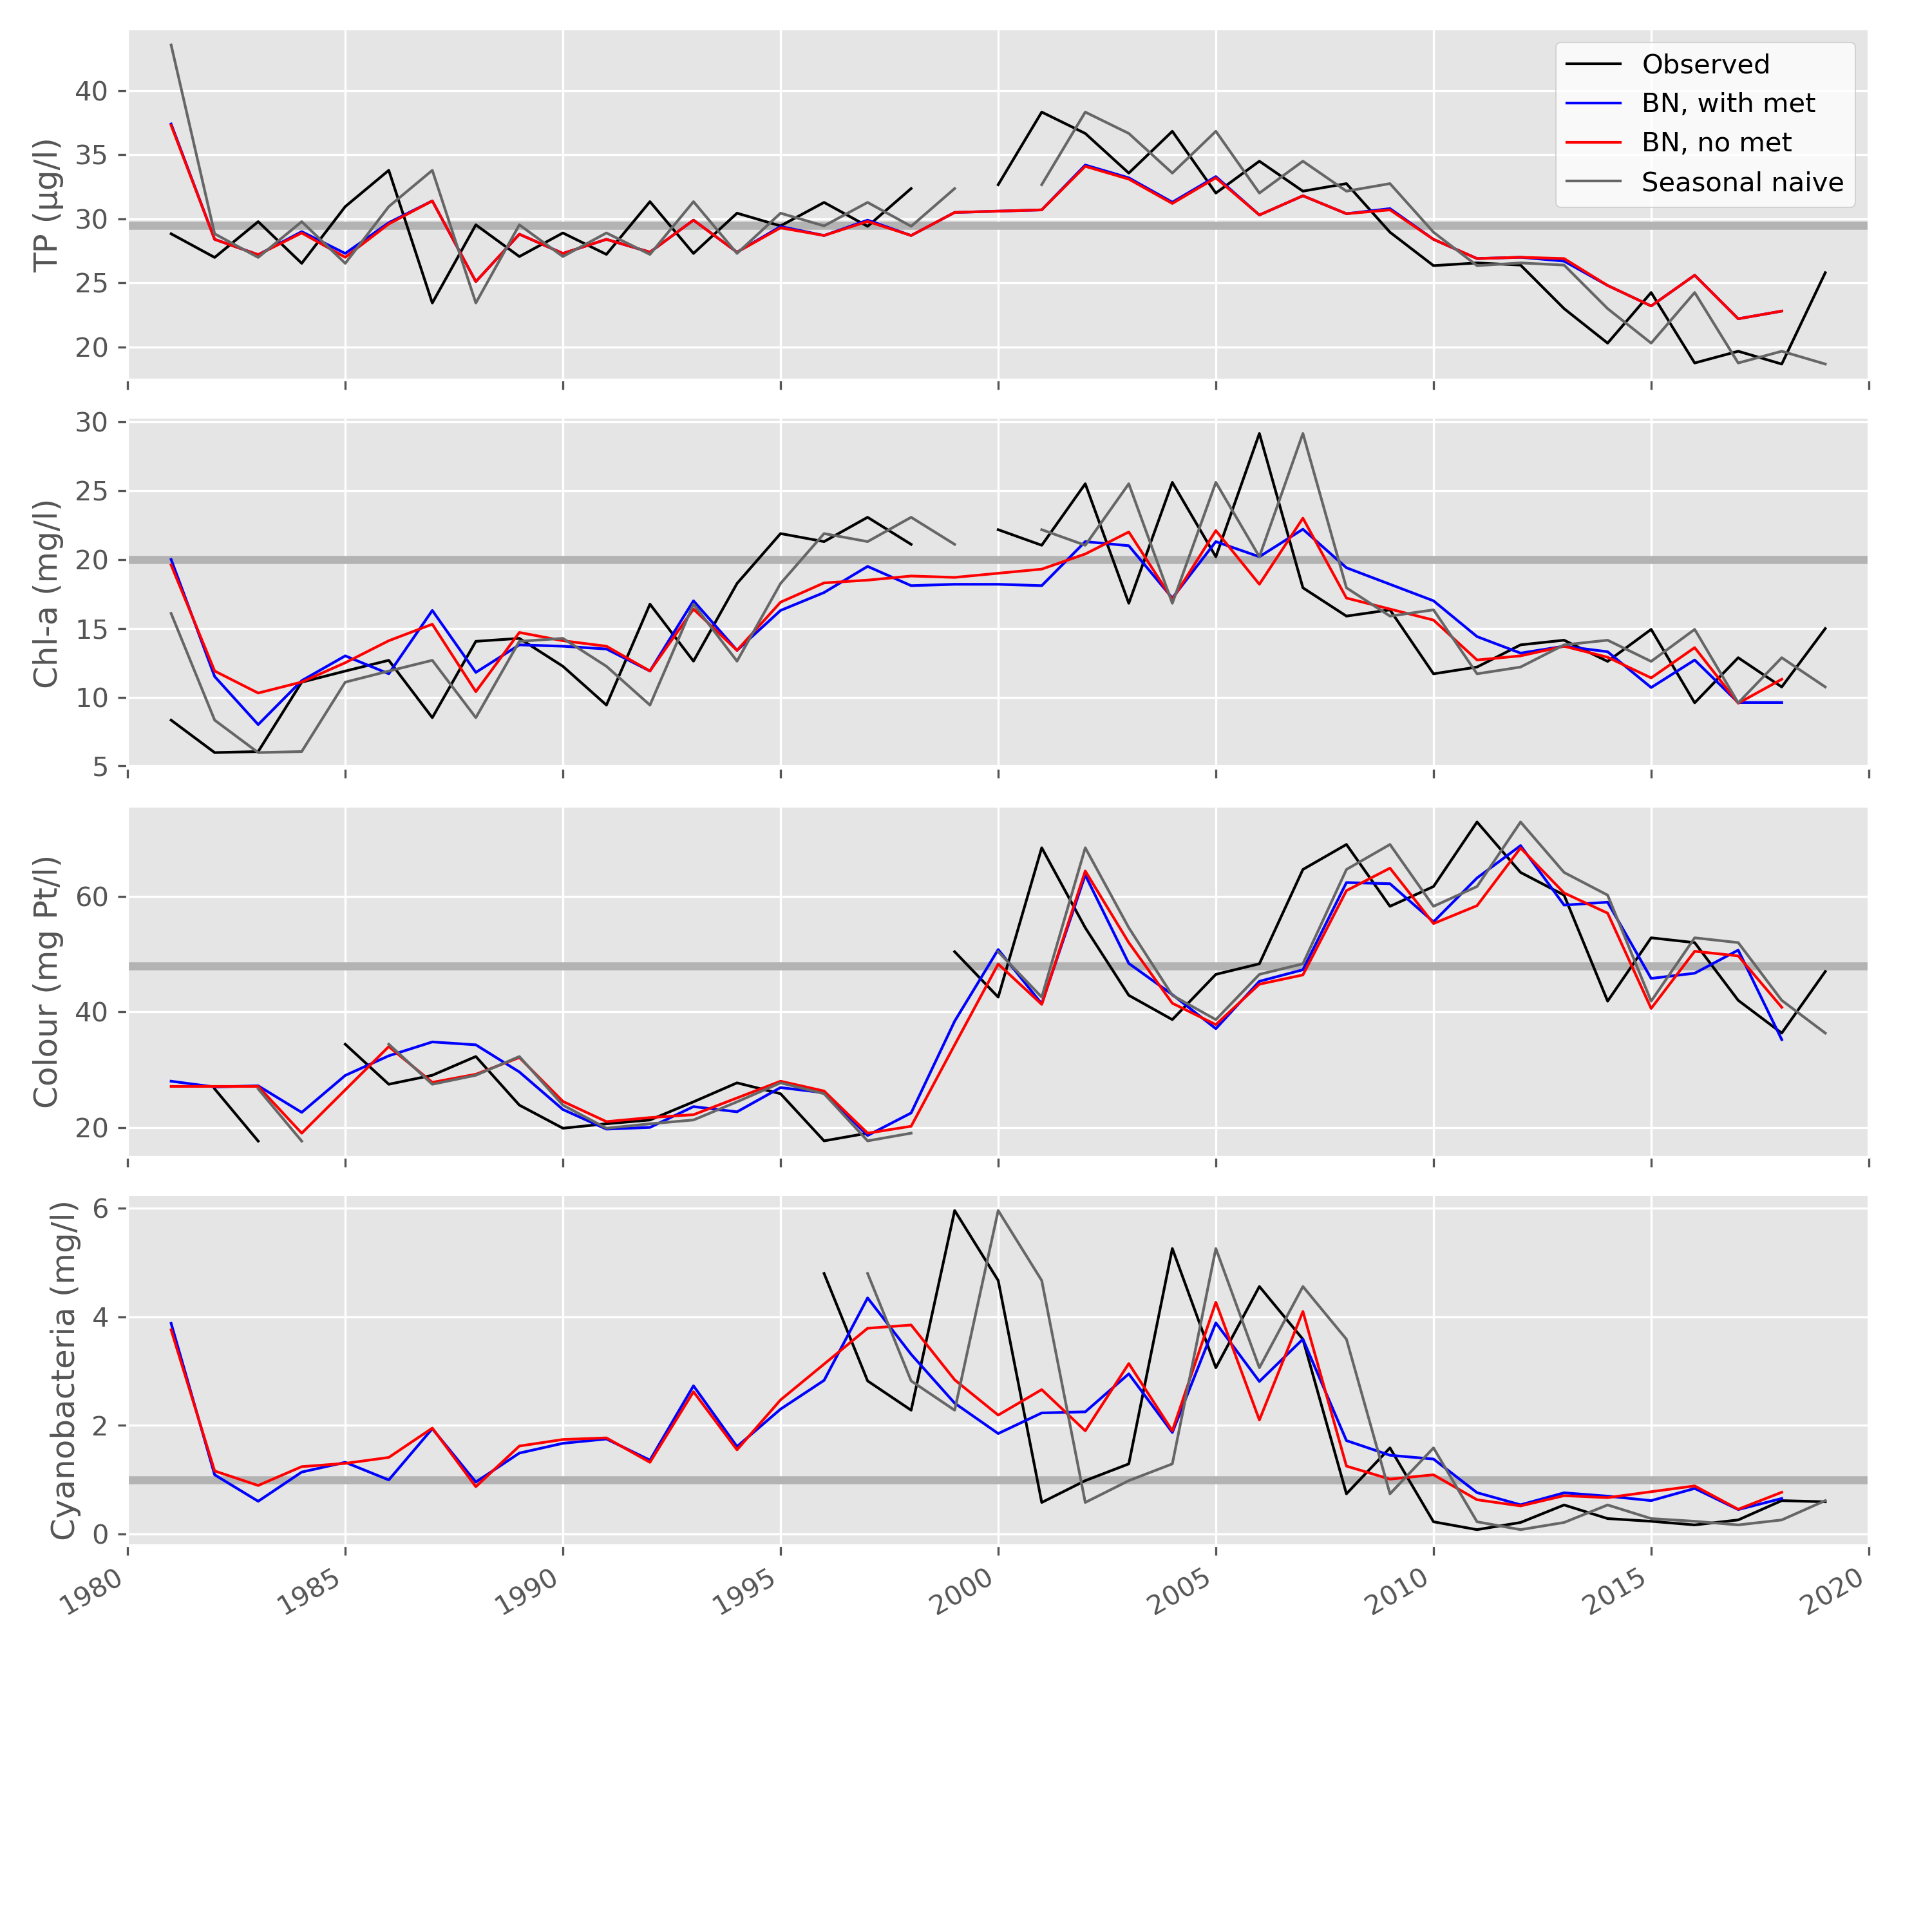 TP (µg/l)
40
35
30
25
20
Observed
BN, with met
BN, no met
Seasonal naive
Chl-a (mg/l)
30
25
20
15
10
5
Colour (mg Pt/l)
60
40
20
Cyanobacteria (mg/l)
6
4
2
0
1980 1985 1990 1995 2000 2005 2010 2015 2020